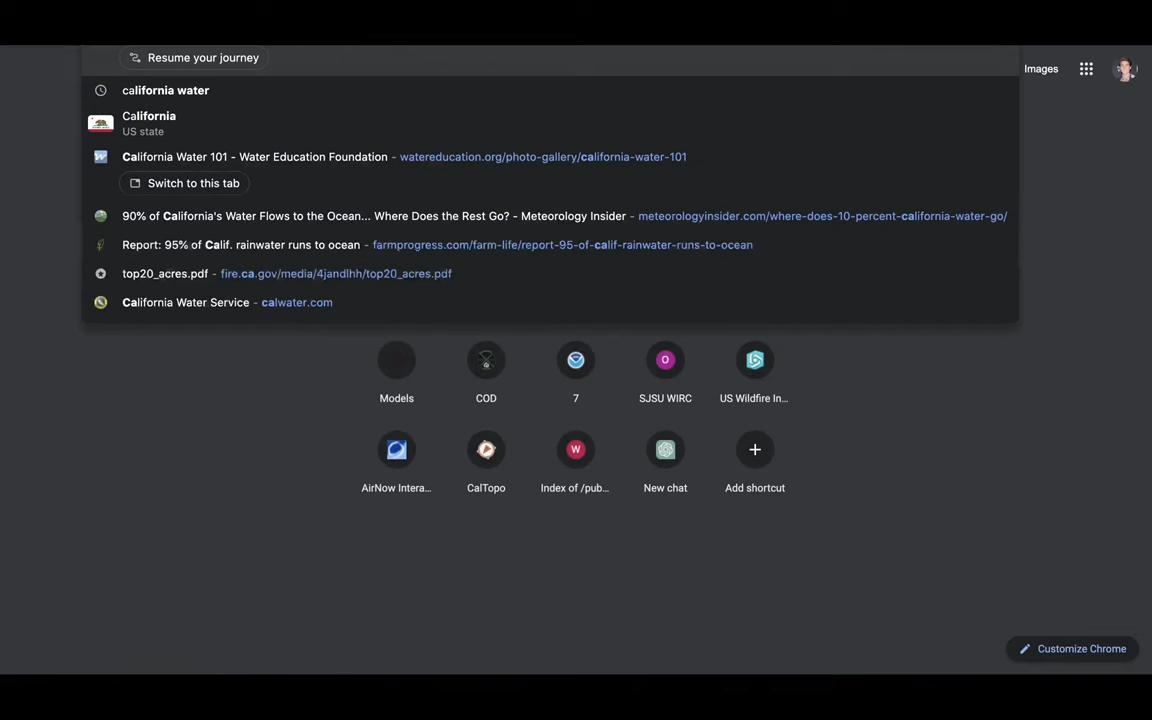 Resume your journey
Images
california water
California
US state
California Water 101 - Water Education Foundation - watereducation.org/photo-gallery/california-water-101
Switch to this tab
90% of California's Water Flows to the Ocean... Where Does the Rest Go? - Meteorology Insider - meteorologyinsider.com/where-does-10-percent-california-water-go/
Report: 95% of Calif. rainwater runs to ocean - farmprogress.com/farm-life/report-95-of-calif-rainwater-runs-to-ocean
top20_acres.pdf - fire.ca.gov/media/4jandlhh/top20_acres.pdf
California Water Service - calwater.com
O
Models COD 7 SJSU WIRC US Wildfire In...
W
AirNow Intera... CalTopo Index of /pub... New chat Add shortcut
Customize Chrome